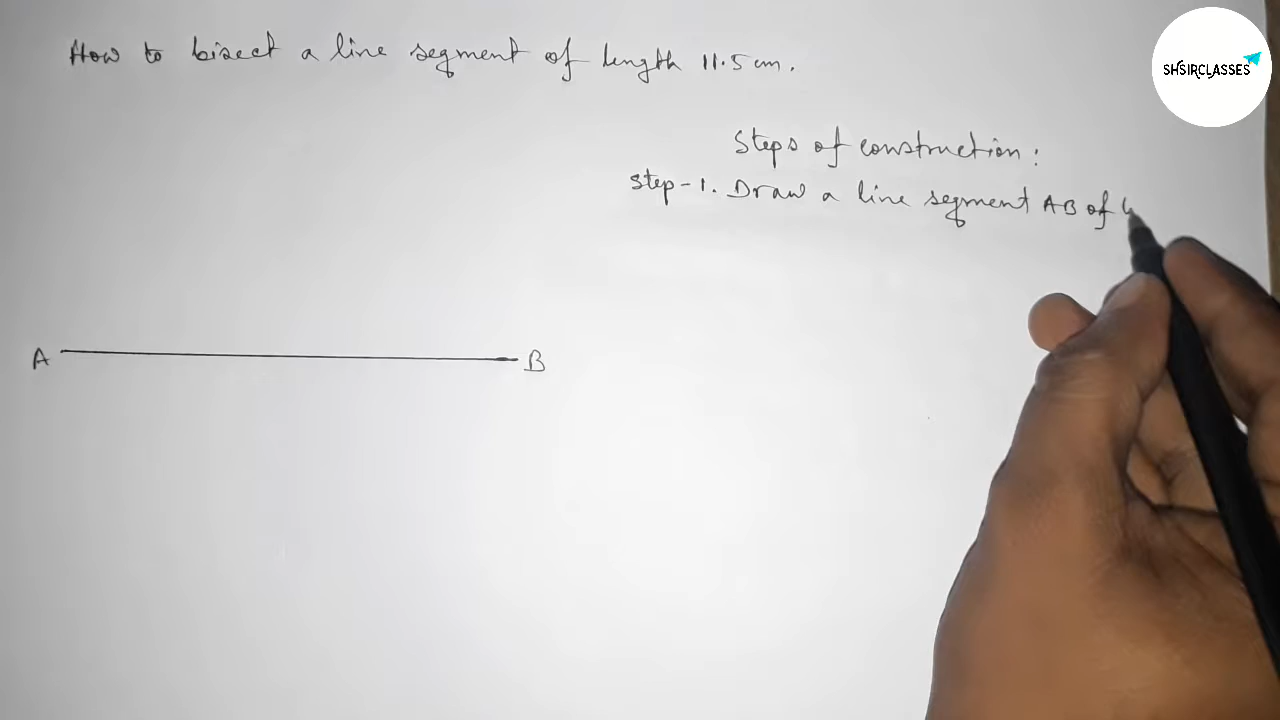 How to bisect a line segment of length 11.5 cm.
SHSIRCLASSES
Steps of construction:
Step-1. Draw a line segment AB of
A B